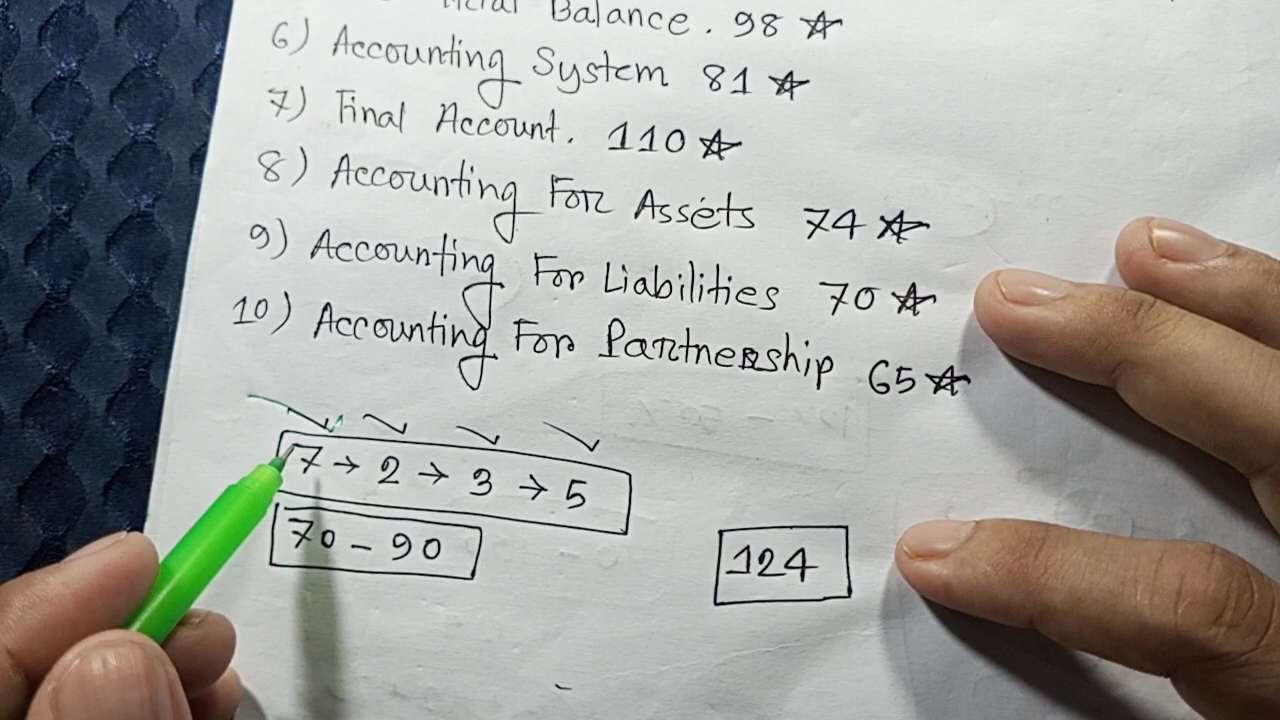 Balance. 98 ☆
6) Accounting System 81 ☆
7) Final Account. 110 ☆
8) Accounting For Assets 74 ☆
9) Accounting For Liabilities 70 ☆
10) Accounting For Partnership 65 ☆
7 → 2 → 3 → 5
70 - 90
124